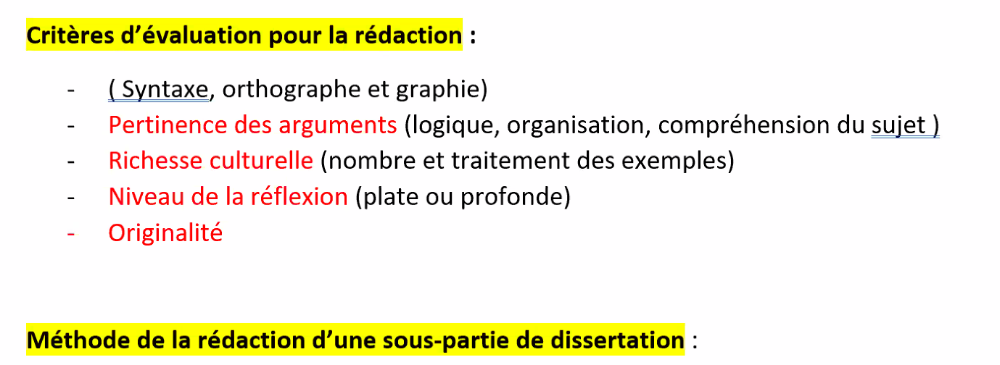 Critères d’évaluation pour la rédaction :
- ( Syntaxe, orthographe et graphie)
- Pertinence des arguments (logique, organisation, compréhension du sujet )
- Richesse culturelle (nombre et traitement des exemples)
- Niveau de la réflexion (plate ou profonde)
- Originalité
Méthode de la rédaction d’une sous-partie de dissertation :